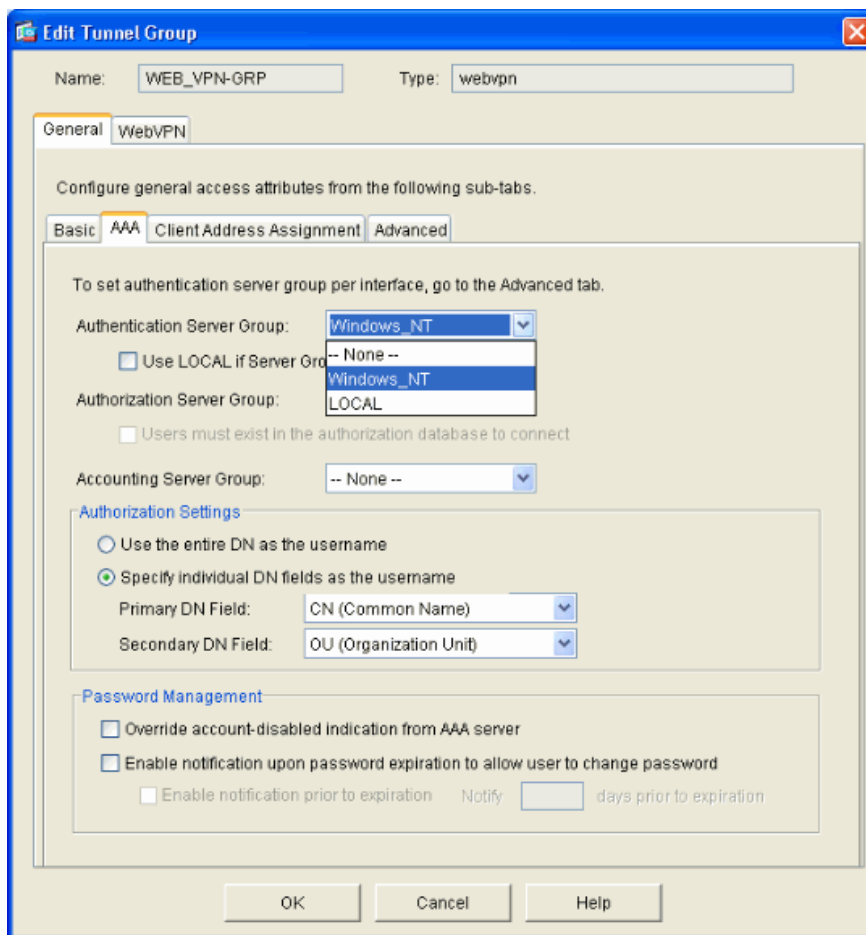 Edit Tunnel Group
Name: WEB_VPN-GRP Type: webvpn
General WebVPN
Configure general access attributes from the following sub-tabs.
Basic AAA Client Address Assignment Advanced
To set authentication server group per interface, go to the Advanced tab.
Authentication Server Group: Windows_NT
-- None --
Use LOCAL if Server Gro
Windows_NT
Authorization Server Group: LOCAL
Users must exist in the authorization database to connect
Accounting Server Group: -- None --
Authorization Settings
Use the entire DN as the username
Specify individual DN fields as the username
Primary DN Field: CN (Common Name)
Secondary DN Field: OU (Organization Unit)
Password Management
Override account-disabled indication from AAA server
Enable notification upon password expiration to allow user to change password
Enable notification prior to expiration Notify days prior to expiration
OK Cancel Help